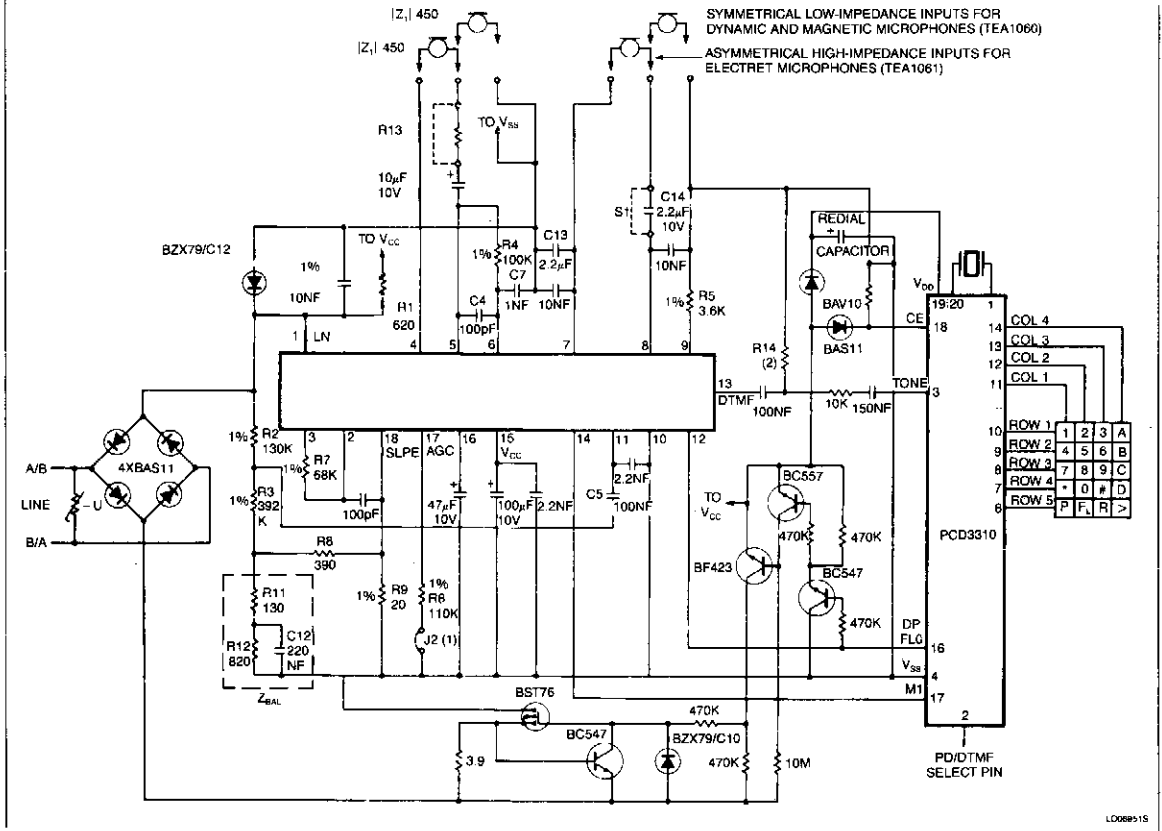 |Z₁| 450
|Z₁| 450
SYMMETRICAL LOW-IMPEDANCE INPUTS FOR
DYNAMIC AND MAGNETIC MICROPHONES (TEA1060)
ASYMMETRICAL HIGH-IMPEDANCE INPUTS FOR
ELECTRET MICROPHONES (TEA1061)
R13
TO VSS
10μF
10V
+
S1
C14
2.2μF
10V
REDIAL
+
CAPACITOR
BZX79/C12
TO VCC
1%
10NF
R1
620
1%
R4
100K
C13
2.2μF
C7
1NF
10NF
C4
100pF
10NF
1%
R5
3.6K
BAV10
BAS11
R14
(2)
VDD
19:20
1
CE
18
14
COL 4
13
COL 3
12
COL 2
11
COL 1
1
LN
4
5
6
7
8
9
13
DTMF
100NF
10K
150NF
TONE
3
10
ROW 1
9
ROW 2
8
ROW 3
7
ROW 4
6
ROW 5
1 2 3 A
4 5 6 B
7 8 9 C
* 0 # D
P FL R >
PCD3310
3
2
18
17
16
15
14
11
10
12
SLPE
AGC
VCC
1%
R2
130K
1%
R7
68K
4XBAS11
A/B
LINE
-U
B/A
1%
R3
392
K
100pF
+
47μF
10V
+
100μF
10V
2.2NF
C5
100NF
2.2NF
R8
390
1%
R9
20
1%
R6
110K
J2 (1)
R11
130
R12
820
C12
220
NF
ZBAL
TO
VCC
BC557
470K
470K
BF423
BC547
470K
DP
FL0
16
VSS
4
M1
17
2
PD/DTMF
SELECT PIN
BST76
3.9
BC547
470K
BZX79/C10
470K
10M
LD06951S